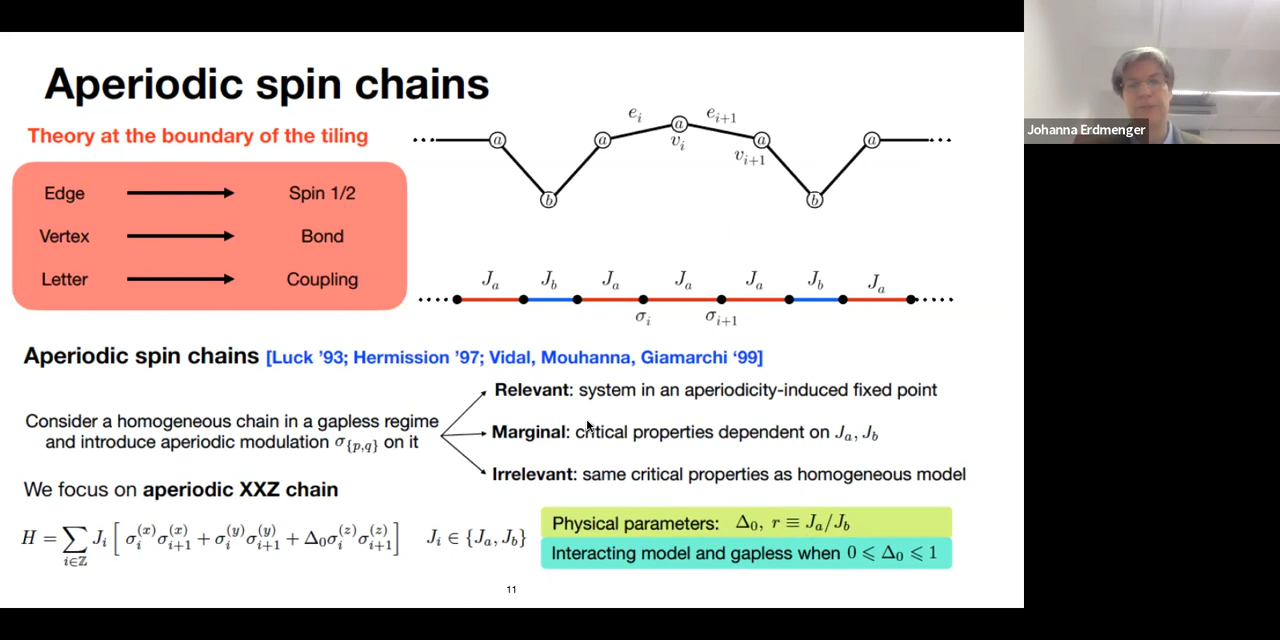 Aperiodic spin chains
Theory at the boundary of the tiling
Edge Spin 1/2
Vertex Bond
Letter Coupling
e_i e_{i+1}
a a a a a
v_i v_{i+1}
b b
J_a J_b J_a J_a J_a J_b J_a
σ_i σ_{i+1}
Aperiodic spin chains [Luck '93; Hermission '97; Vidal, Mouhanna, Giamarchi '99]
Consider a homogeneous chain in a gapless regime
and introduce aperiodic modulation σ_{\{p,q\}} on it
Relevant: system in an aperiodicity-induced fixed point
Marginal: critical properties dependent on J_a, J_b
Irrelevant: same critical properties as homogeneous model
We focus on aperiodic XXZ chain
H = ∑_{i∈ℤ} J_i [ σ_i^{(x)} σ_{i+1}^{(x)} + σ_i^{(y)} σ_{i+1}^{(y)} + Δ_0 σ_i^{(z)} σ_{i+1}^{(z)} ] J_i ∈ {J_a, J_b}
Physical parameters: Δ_0, r ≡ J_a/J_b
Interacting model and gapless when 0 ⩽ Δ_0 ⩽ 1
11
Johanna Erdmenger